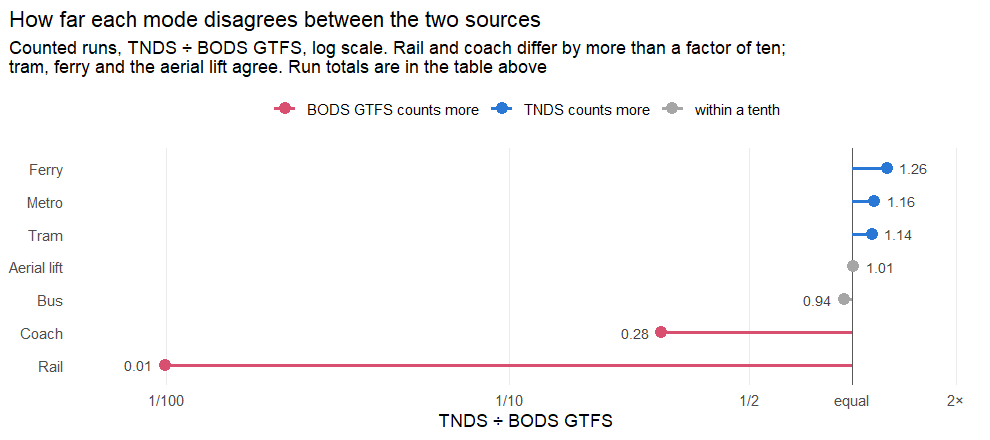 How far each mode disagrees between the two sources
Counted runs, TNDS ÷ BODS GTFS, log scale. Rail and coach differ by more than a factor of ten;
tram, ferry and the aerial lift agree. Run totals are in the table above
BODS GTFS counts more TNDS counts more within a tenth
Ferry 1.26
Metro 1.16
Tram 1.14
Aerial lift 1.01
Bus 0.94
Coach 0.28
Rail 0.01
1/100 1/10 1/2 equal 2×
TNDS ÷ BODS GTFS